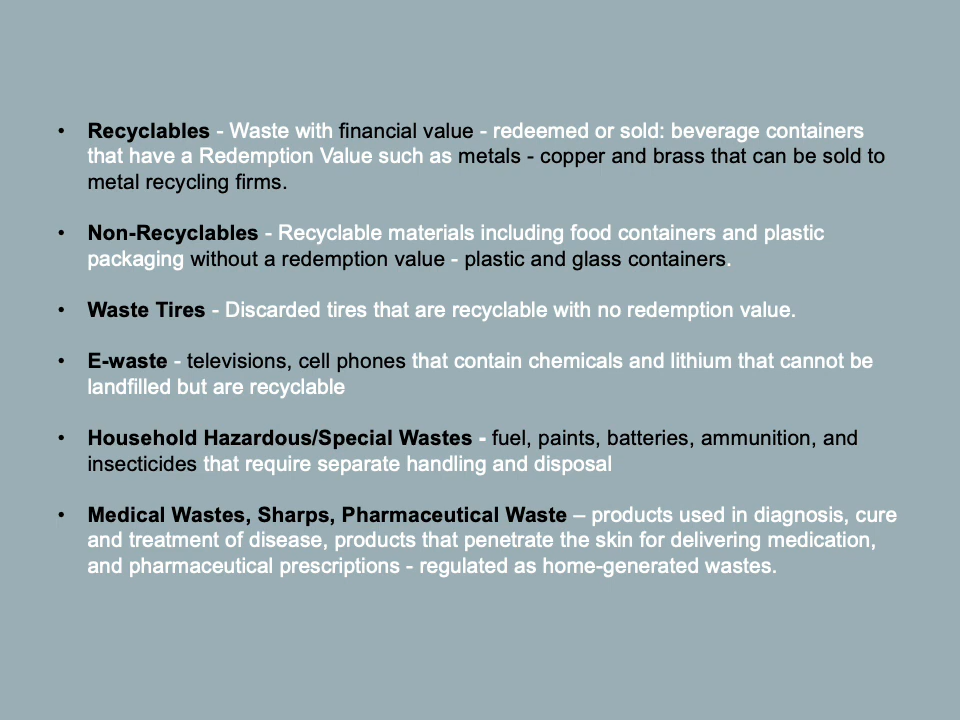 • Recyclables - Waste with financial value - redeemed or sold: beverage containers
that have a Redemption Value such as metals - copper and brass that can be sold to
metal recycling firms.
• Non-Recyclables - Recyclable materials including food containers and plastic
packaging without a redemption value - plastic and glass containers.
• Waste Tires - Discarded tires that are recyclable with no redemption value.
• E-waste - televisions, cell phones that contain chemicals and lithium that cannot be
landfilled but are recyclable
• Household Hazardous/Special Wastes - fuel, paints, batteries, ammunition, and
insecticides that require separate handling and disposal
• Medical Wastes, Sharps, Pharmaceutical Waste – products used in diagnosis, cure
and treatment of disease, products that penetrate the skin for delivering medication,
and pharmaceutical prescriptions - regulated as home-generated wastes.